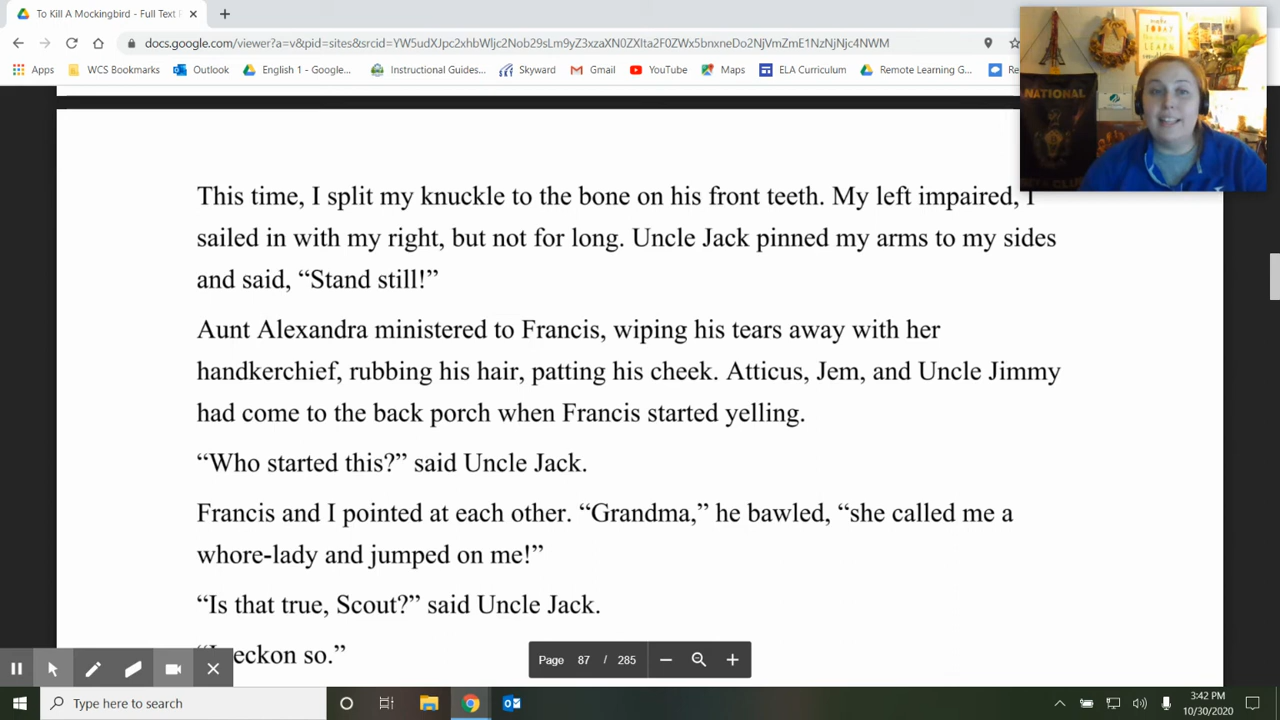 To Kill A Mockingbird - Full Text
docs.google.com/viewer?a=v&pid=sites&srcid=YW5udXJpc2xhbWljc2Nob29sLm9yZ3xzaXN0ZXIta2F0ZWx5bnxneDo2NjVmZmE1NzNjNjc4NWM
Apps
WCS Bookmarks
Outlook
English 1 - Google...
Instructional Guides...
Skyward
Gmail
YouTube
Maps
ELA Curriculum
Remote Learning G...
NATIONAL
This time, I split my knuckle to the bone on his front teeth. My left impaired, I
sailed in with my right, but not for long. Uncle Jack pinned my arms to my sides
and said, “Stand still!”
Aunt Alexandra ministered to Francis, wiping his tears away with her
handkerchief, rubbing his hair, patting his cheek. Atticus, Jem, and Uncle Jimmy
had come to the back porch when Francis started yelling.
“Who started this?” said Uncle Jack.
Francis and I pointed at each other. “Grandma,” he bawled, “she called me a
whore-lady and jumped on me!”
“Is that true, Scout?” said Uncle Jack.
eckon so.”
Page 87 / 285
Type here to search
3:42 PM
10/30/2020